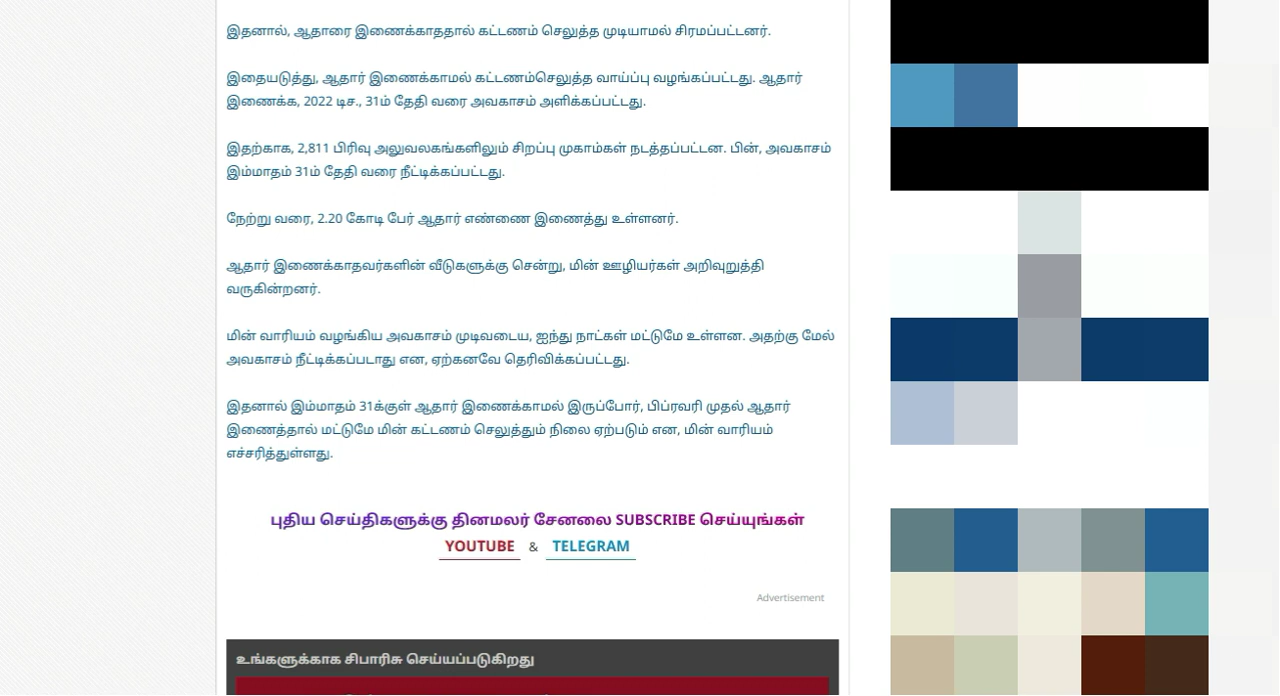 இதனால், ஆதாரை இணைக்காததால் கட்டணம் செலுத்த முடியாமல் சிரமப்பட்டனர்.
இதையடுத்து, ஆதார் இணைக்காமல் கட்டணம்செலுத்த வாய்ப்பு வழங்கப்பட்டது. ஆதார்
இணைக்க, 2022 டிச., 31ம் தேதி வரை அவகாசம் அளிக்கப்பட்டது.
இதற்காக, 2,811 பிரிவு அலுவலகங்களிலும் சிறப்பு முகாம்கள் நடத்தப்பட்டன. பின், அவகாசம்
இம்மாதம் 31ம் தேதி வரை நீட்டிக்கப்பட்டது.
நேற்று வரை, 2.20 கோடி பேர் ஆதார் எண்ணை இணைத்து உள்ளனர்.
ஆதார் இணைக்காதவர்களின் வீடுகளுக்கு சென்று, மின் ஊழியர்கள் அறிவுறுத்தி
வருகின்றனர்.
மின் வாரியம் வழங்கிய அவகாசம் முடிவடைய, ஐந்து நாட்கள் மட்டுமே உள்ளன. அதற்கு மேல்
அவகாசம் நீட்டிக்கப்படாது என, ஏற்கனவே தெரிவிக்கப்பட்டது.
இதனால் இம்மாதம் 31க்குள் ஆதார் இணைக்காமல் இருப்போர், பிப்ரவரி முதல் ஆதார்
இணைத்தால் மட்டுமே மின் கட்டணம் செலுத்தும் நிலை ஏற்படும் என, மின் வாரியம்
எச்சரித்துள்ளது.
புதிய செய்திகளுக்கு தினமலர் சேனலை SUBSCRIBE செய்யுங்கள்
YOUTUBE & TELEGRAM
Advertisement
உங்களுக்காக சிபாரிசு செய்யப்படுகிறது